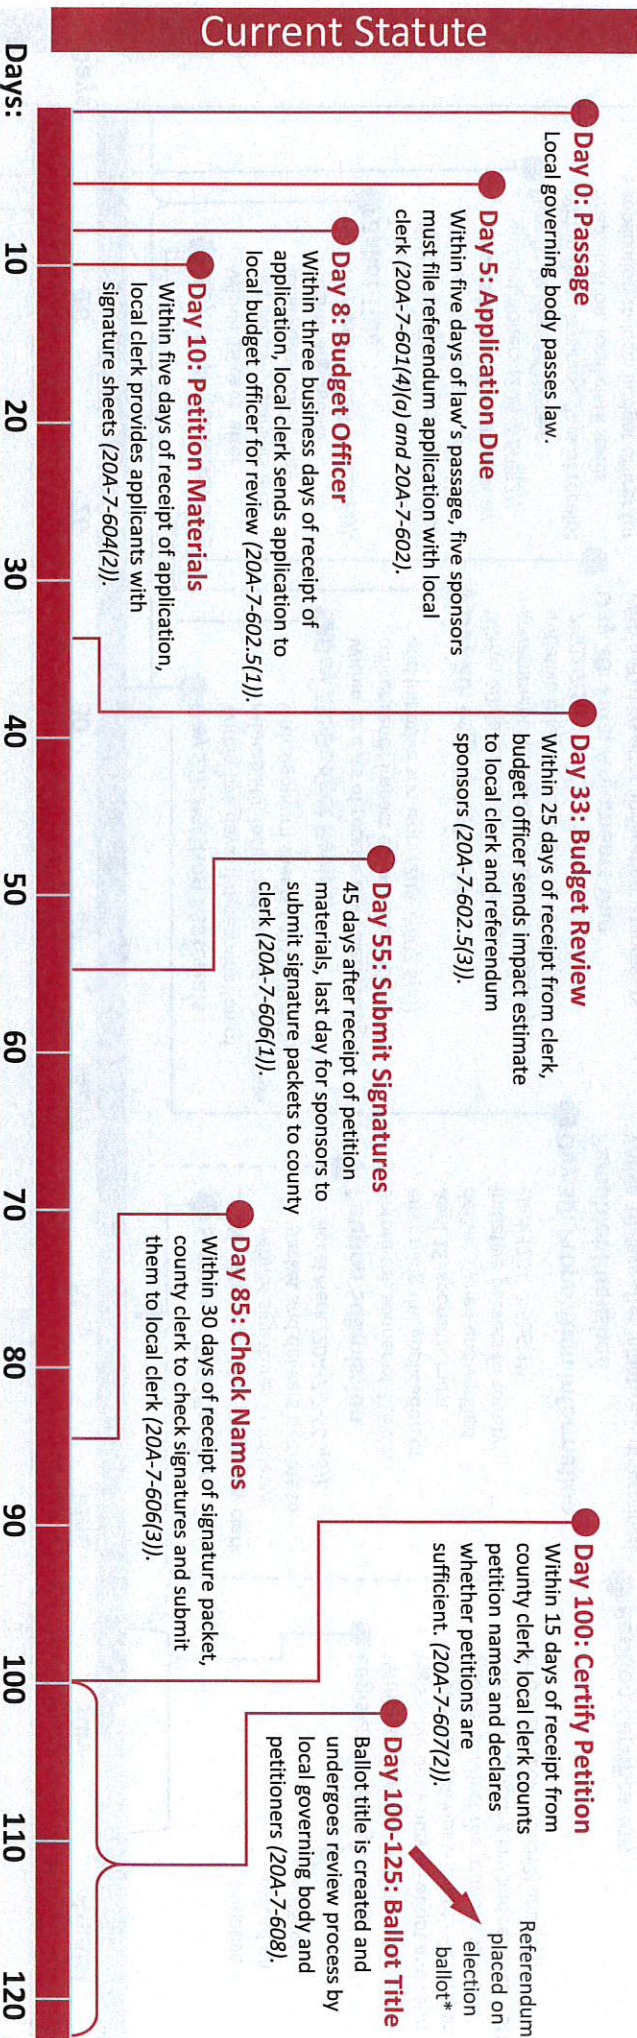 Current Statute
Day 0: Passage
Local governing body passes law.
Day 5: Application Due
Within five days of law's passage, five sponsors
must file referendum application with local
clerk (20A-7-601(4)(a) and 20A-7-602).
Day 8: Budget Officer
Within three business days of receipt of
application, local clerk sends application to
local budget officer for review (20A-7-602.5(1)).
Day 10: Petition Materials
Within five days of receipt of application,
local clerk provides applicants with
signature sheets (20A-7-604(2)).
Day 33: Budget Review
Within 25 days of receipt from clerk,
budget officer sends impact estimate
to local clerk and referendum
sponsors (20A-7-602.5(3)).
Day 55: Submit Signatures
45 days after receipt of petition
materials, last day for sponsors to
submit signature packets to county
clerk (20A-7-606(1)).
Day 85: Check Names
Within 30 days of receipt of signature packet,
county clerk to check signatures and submit
them to local clerk (20A-7-606(3)).
Day 100: Certify Petition
Within 15 days of receipt from
county clerk, local clerk counts
petition names and declares
whether petitions are
sufficient. (20A-7-607(2)).
Day 100-125: Ballot Title
Ballot title is created and
undergoes review process by
local governing body and
petitioners (20A-7-608).
Referendum
placed on
election
ballot*
Days: 10 20 30 40 50 60 70 80 90 100 110 120